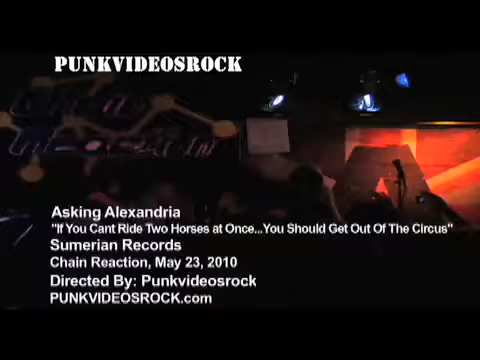 PUNKVIDEOSROCK
Asking Alexandria
"If You Cant Ride Two Horses at Once...You Should Get Out Of The Circus"
Sumerian Records
Chain Reaction, May 23, 2010
Directed By: Punkvideosrock
PUNKVIDEOSROCK.com